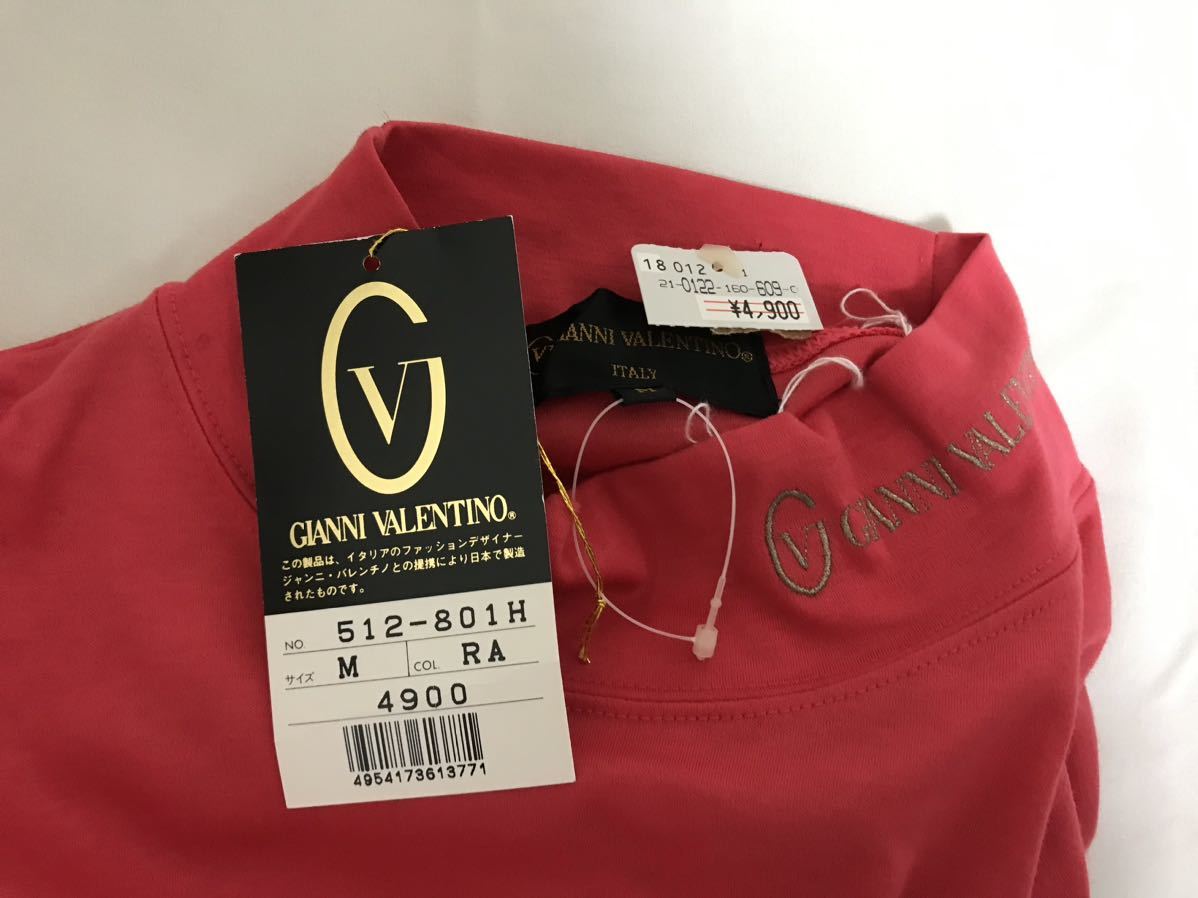 GV
GIANNI VALENTINO®
この製品は、イタリアのファッションデザイナー
ジャンニ・バレンチノとの提携により日本で製造
されたものです。
NO. 512-801H
サイズ M COL. RA
4900
4954173613771
18 012
21-0122-160-609-C
¥4,900
GIANNI VALENTINO®
ITALY
GV GIANNI